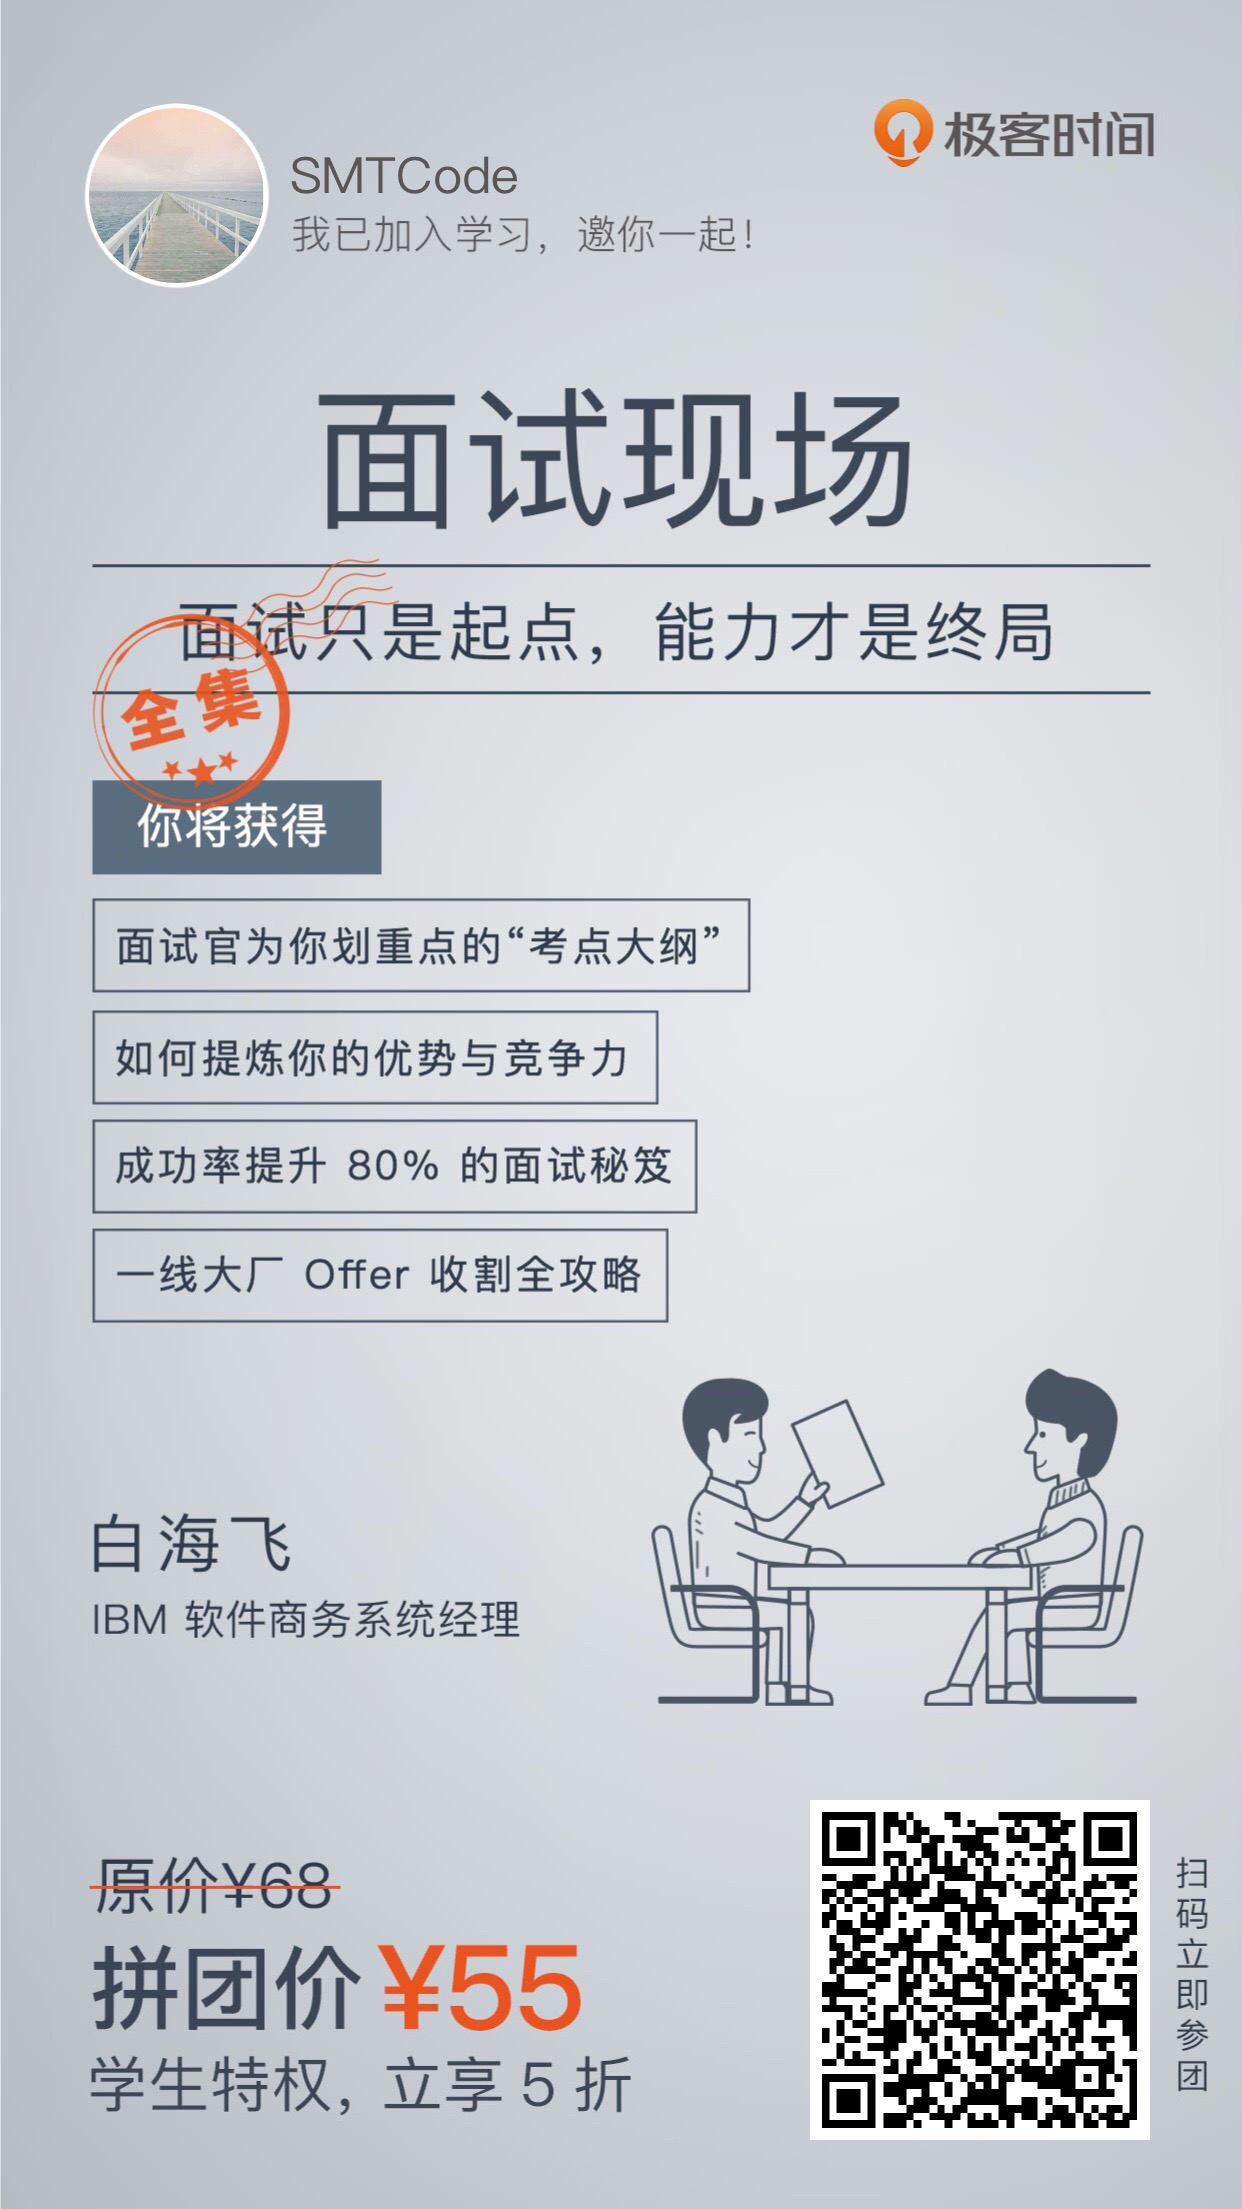 极客时间
SMTCode
我已加入学习，邀你一起！
面试现场
面试只是起点，能力才是终局
全集
你将获得
面试官为你划重点的“考点大纲”
如何提炼你的优势与竞争力
成功率提升 80% 的面试秘笈
一线大厂 Offer 收割全攻略
白海飞
IBM 软件商务系统经理
原价¥68
拼团价 ¥55
学生特权，立享 5 折
扫码立即参团